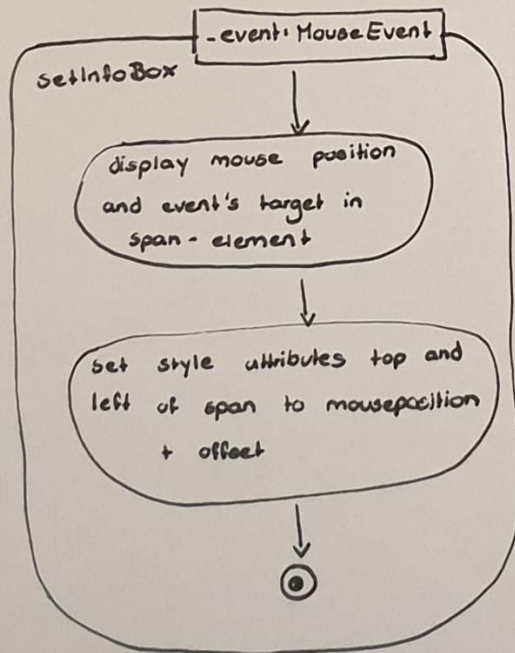 _event: MouseEvent
setInfoBox
display mouse position
and event's target in
span-element
set style attributes top and
left of span to mouseposition
+ offset